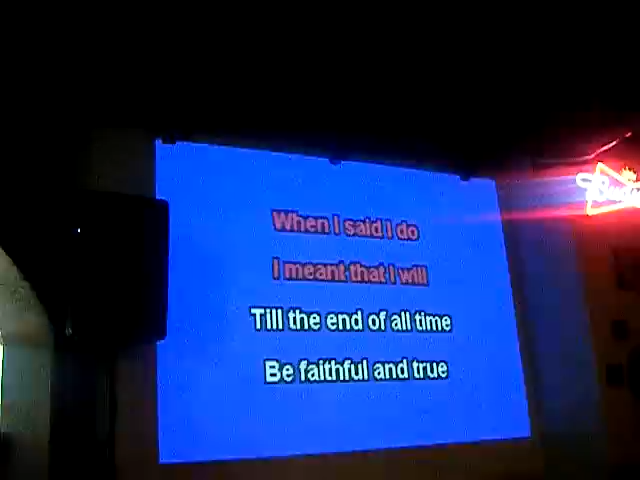 When I said I do
I meant that I will
Till the end of all time
Be faithful and true